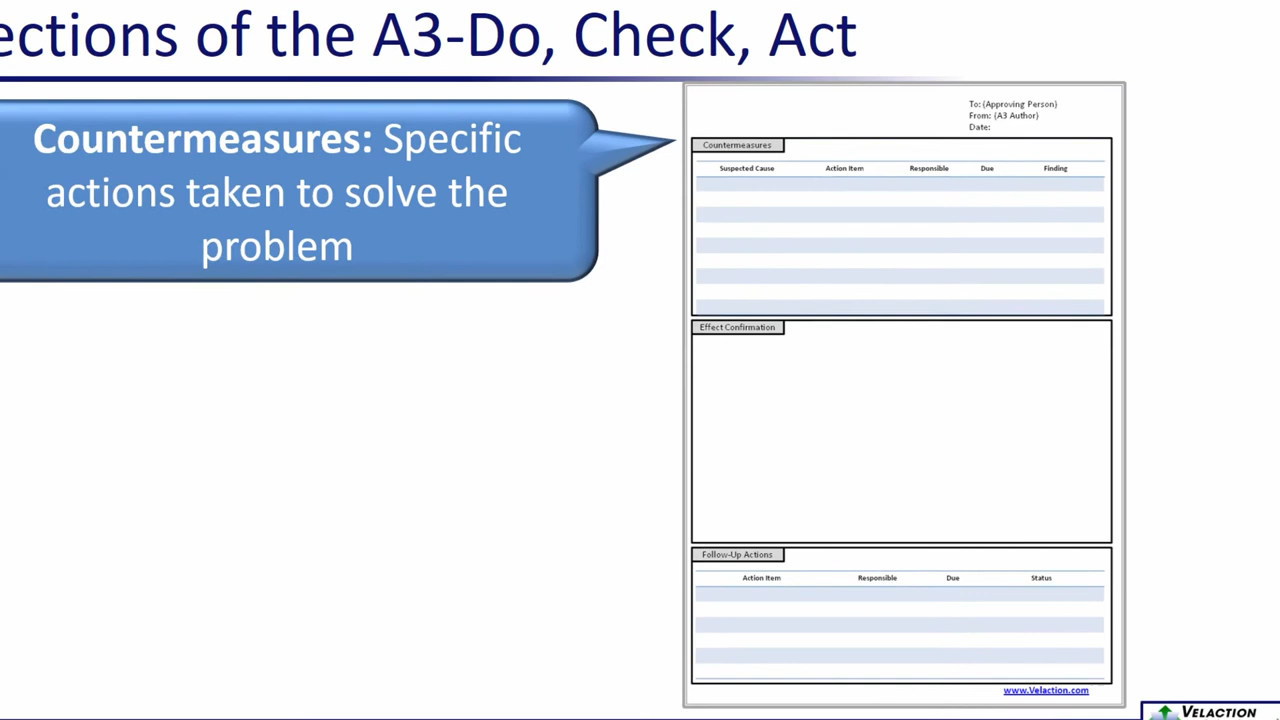 ections of the A3-Do, Check, Act
Countermeasures: Specific
actions taken to solve the
problem
To: (Approving Person)
From: (A3 Author)
Date:
Countermeasures
Suspected Cause Action Item Responsible Due Finding
Effect Confirmation
Follow-Up Actions
Action Item Responsible Due Status
www.Velaction.com
VELACTION